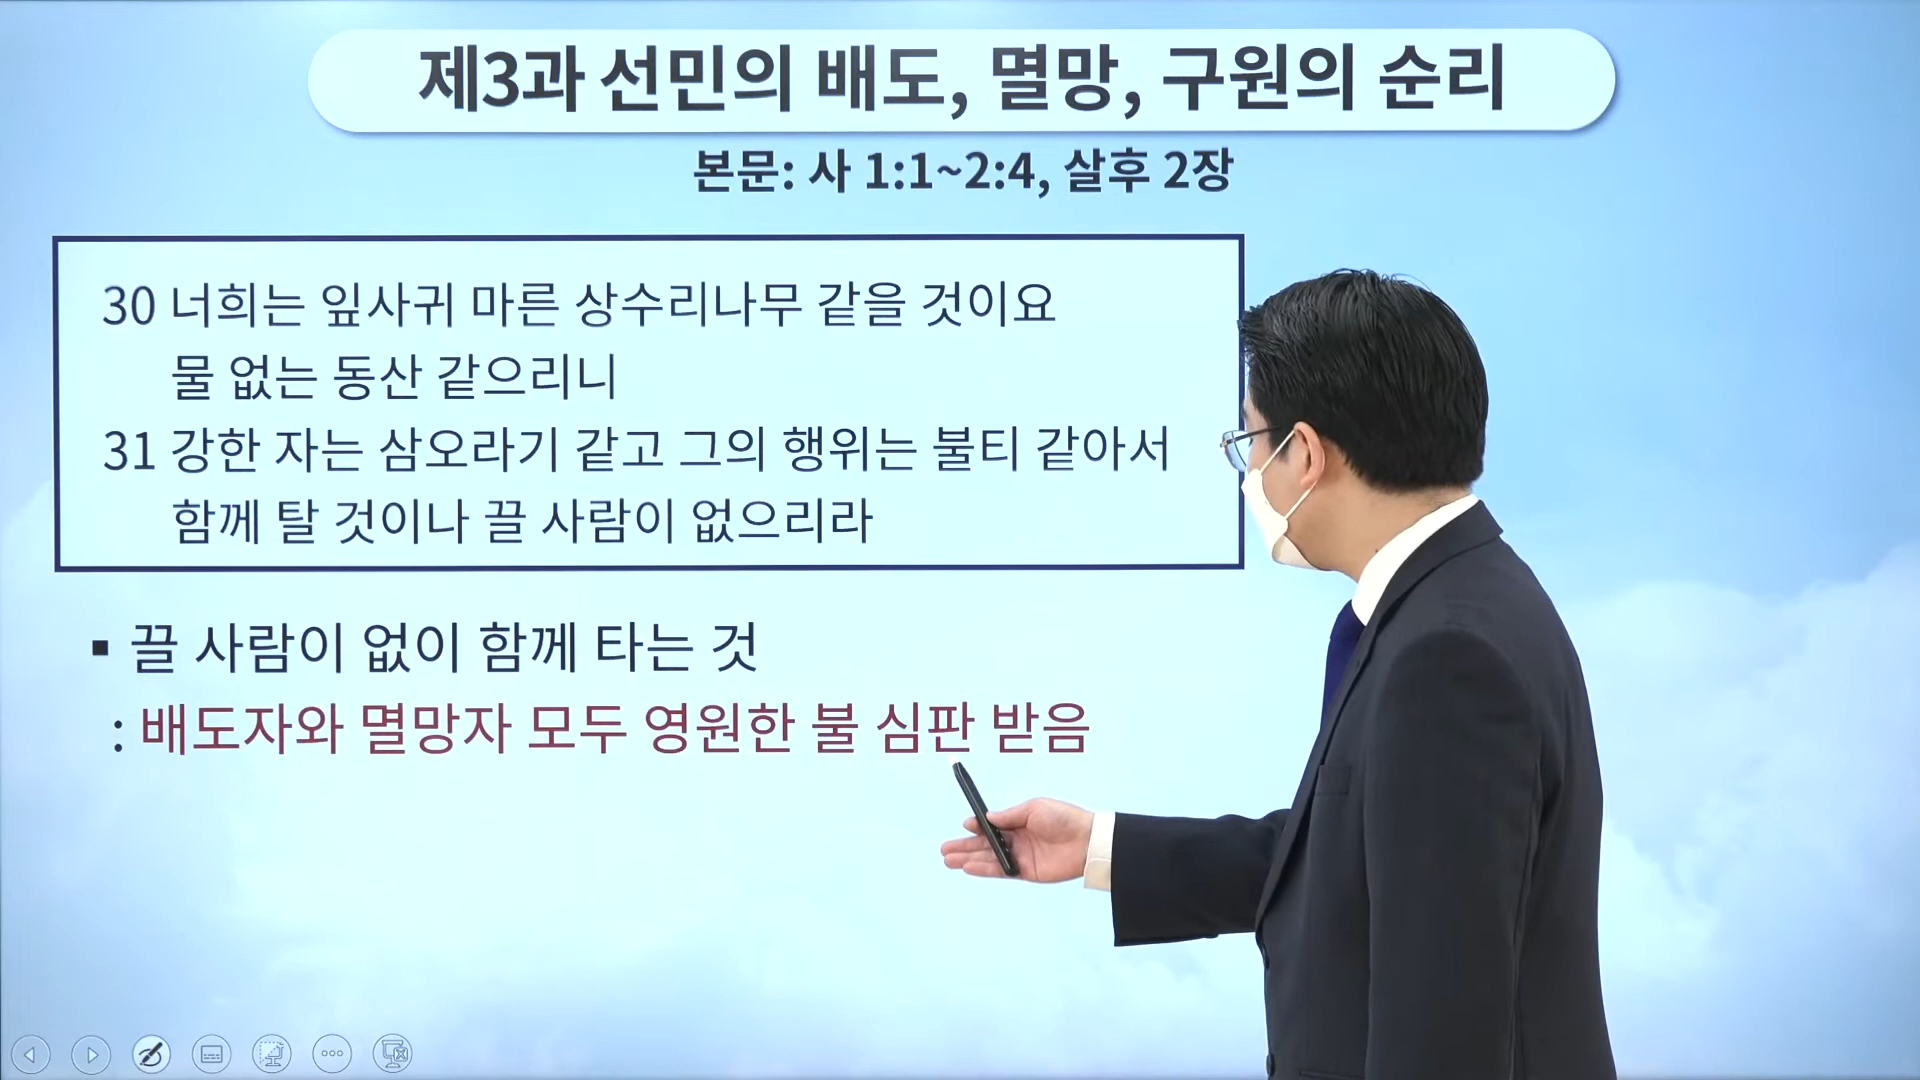 제3과 선민의 배도, 멸망, 구원의 순리
본문: 사 1:1~2:4, 살후 2장
30 너희는 잎사귀 마른 상수리나무 같을 것이요
물 없는 동산 같으리니
31 강한 자는 삼오라기 같고 그의 행위는 불티 같아서
함께 탈 것이나 끌 사람이 없으리라
▪ 끌 사람이 없이 함께 타는 것
: 배도자와 멸망자 모두 영원한 불 심판 받음